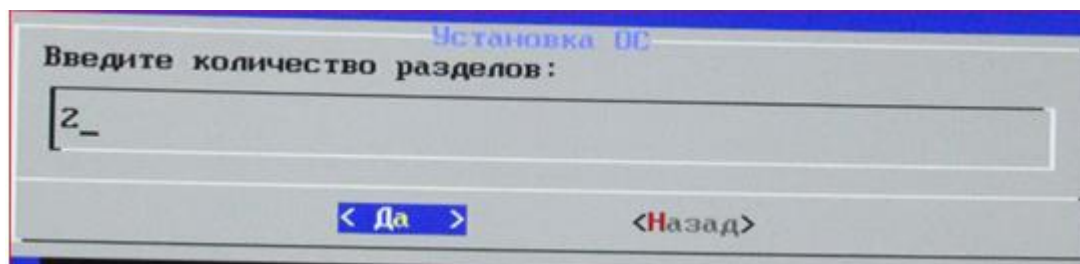 Установка ОС
Введите количество разделов:
2_
< Да >
<Назад>